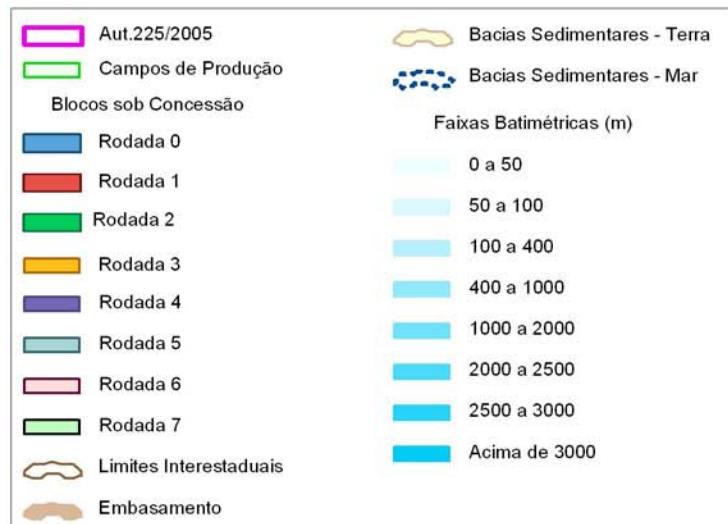 Aut.225/2005
Campos de Produção
Blocos sob Concessão
Rodada 0
Rodada 1
Rodada 2
Rodada 3
Rodada 4
Rodada 5
Rodada 6
Rodada 7
Limites Interestaduais
Embasamento
Bacias Sedimentares - Terra
Bacias Sedimentares - Mar
Faixas Batimétricas (m)
0 a 50
50 a 100
100 a 400
400 a 1000
1000 a 2000
2000 a 2500
2500 a 3000
Acima de 3000